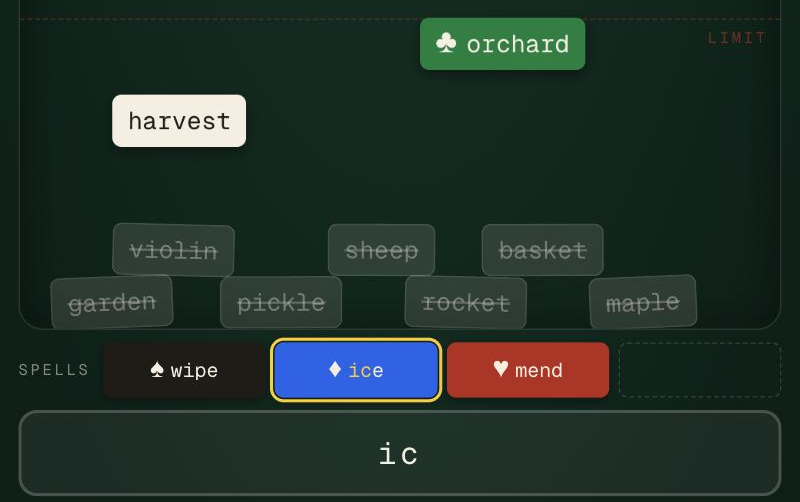 ♣ orchard
LIMIT
harvest
violin sheep basket
garden pickle rocket maple
SPELLS ♠ wipe ♦ ice ♥ mend
ic